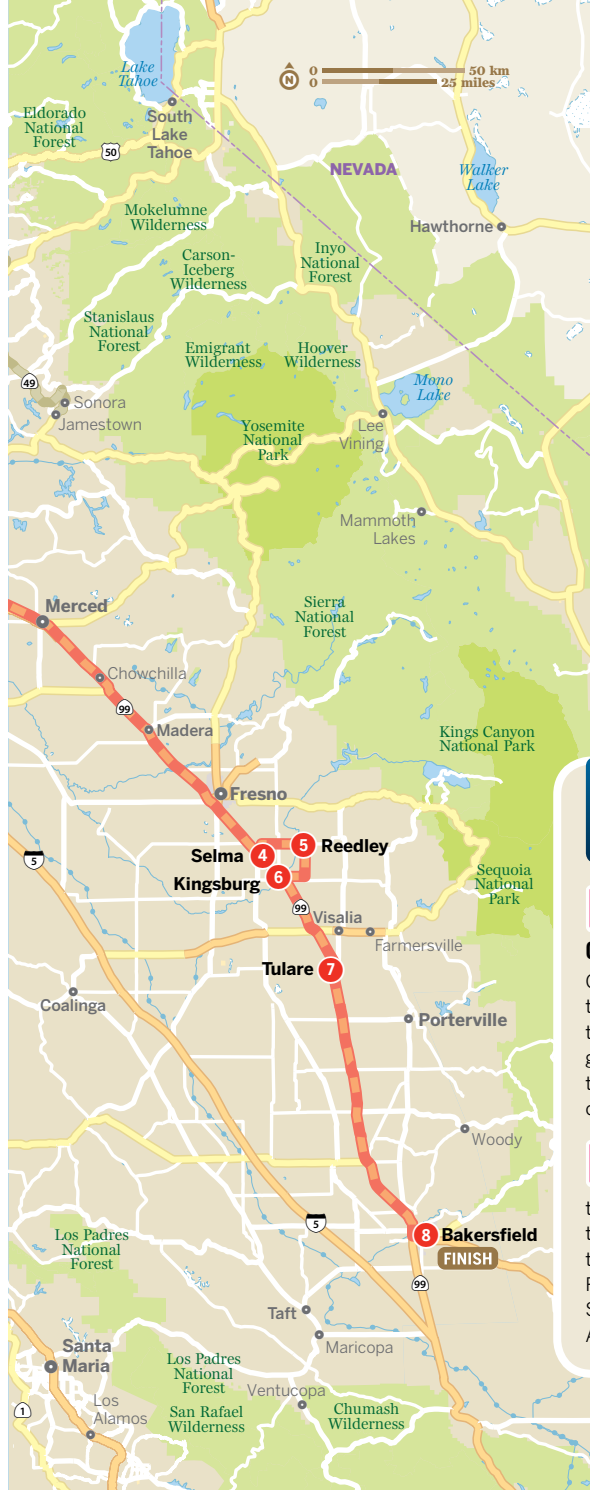 Lake
Tahoe
0 50 km
0 25 miles
N
Eldorado
National
Forest
South
Lake
Tahoe
50
NEVADA
Walker
Lake
Mokelumne
Wilderness
Hawthorne
Carson-
Iceberg
Wilderness
Inyo
National
Forest
Stanislaus
National
Forest
Emigrant
Wilderness
Hoover
Wilderness
49
Mono
Lake
Sonora
Jamestown
Yosemite
National
Park
Lee
Vining
Mammoth
Lakes
Merced
Sierra
National
Forest
Chowchilla
99
Madera
Kings Canyon
National Park
Fresno
5
Selma 4
5 Reedley
Kingsburg 6
Sequoia
National
Park
99
Visalia
Farmersville
Tulare 7
Coalinga
Porterville
Woody
5
8 Bakersfield
FINISH
Los Padres
National
Forest
99
Taft
Maricopa
Santa
Maria
Los Padres
National
Forest
Ventucopa
1
Los
Alamos
San Rafael
Wilderness
Chumash
Wilderness